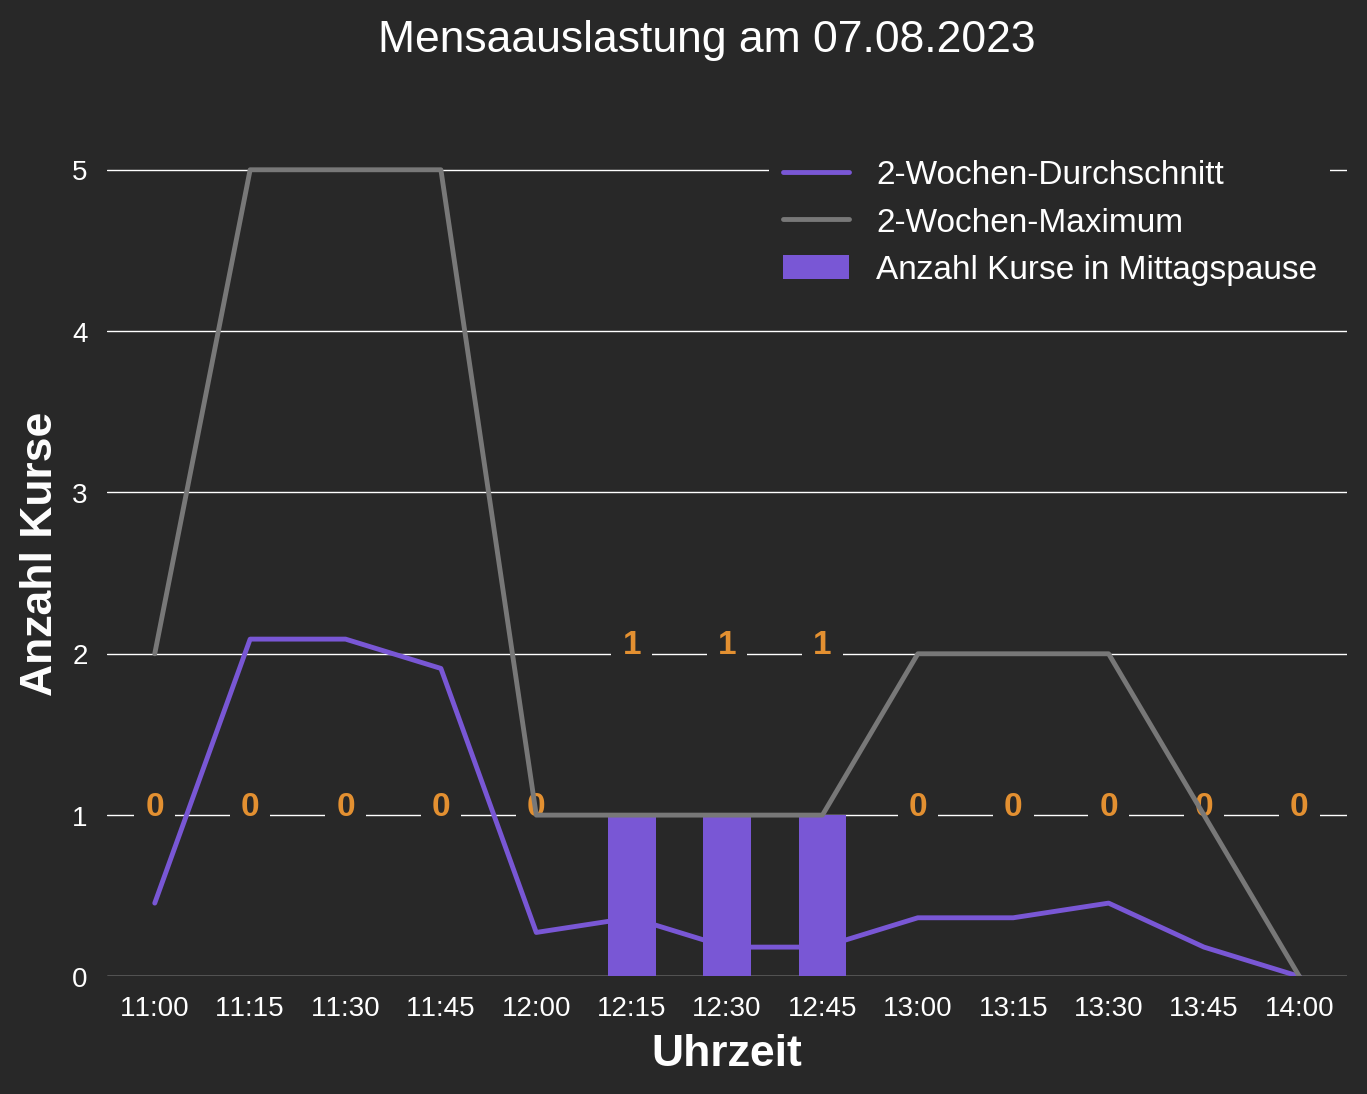 Mensaauslastung am 07.08.2023
2-Wochen-Durchschnitt
2-Wochen-Maximum
Anzahl Kurse in Mittagspause
Anzahl Kurse
5
4
3
2
1
0
1 1 1
0 0 0 0 0 0 0 0 0 0
11:00 11:15 11:30 11:45 12:00 12:15 12:30 12:45 13:00 13:15 13:30 13:45 14:00
Uhrzeit